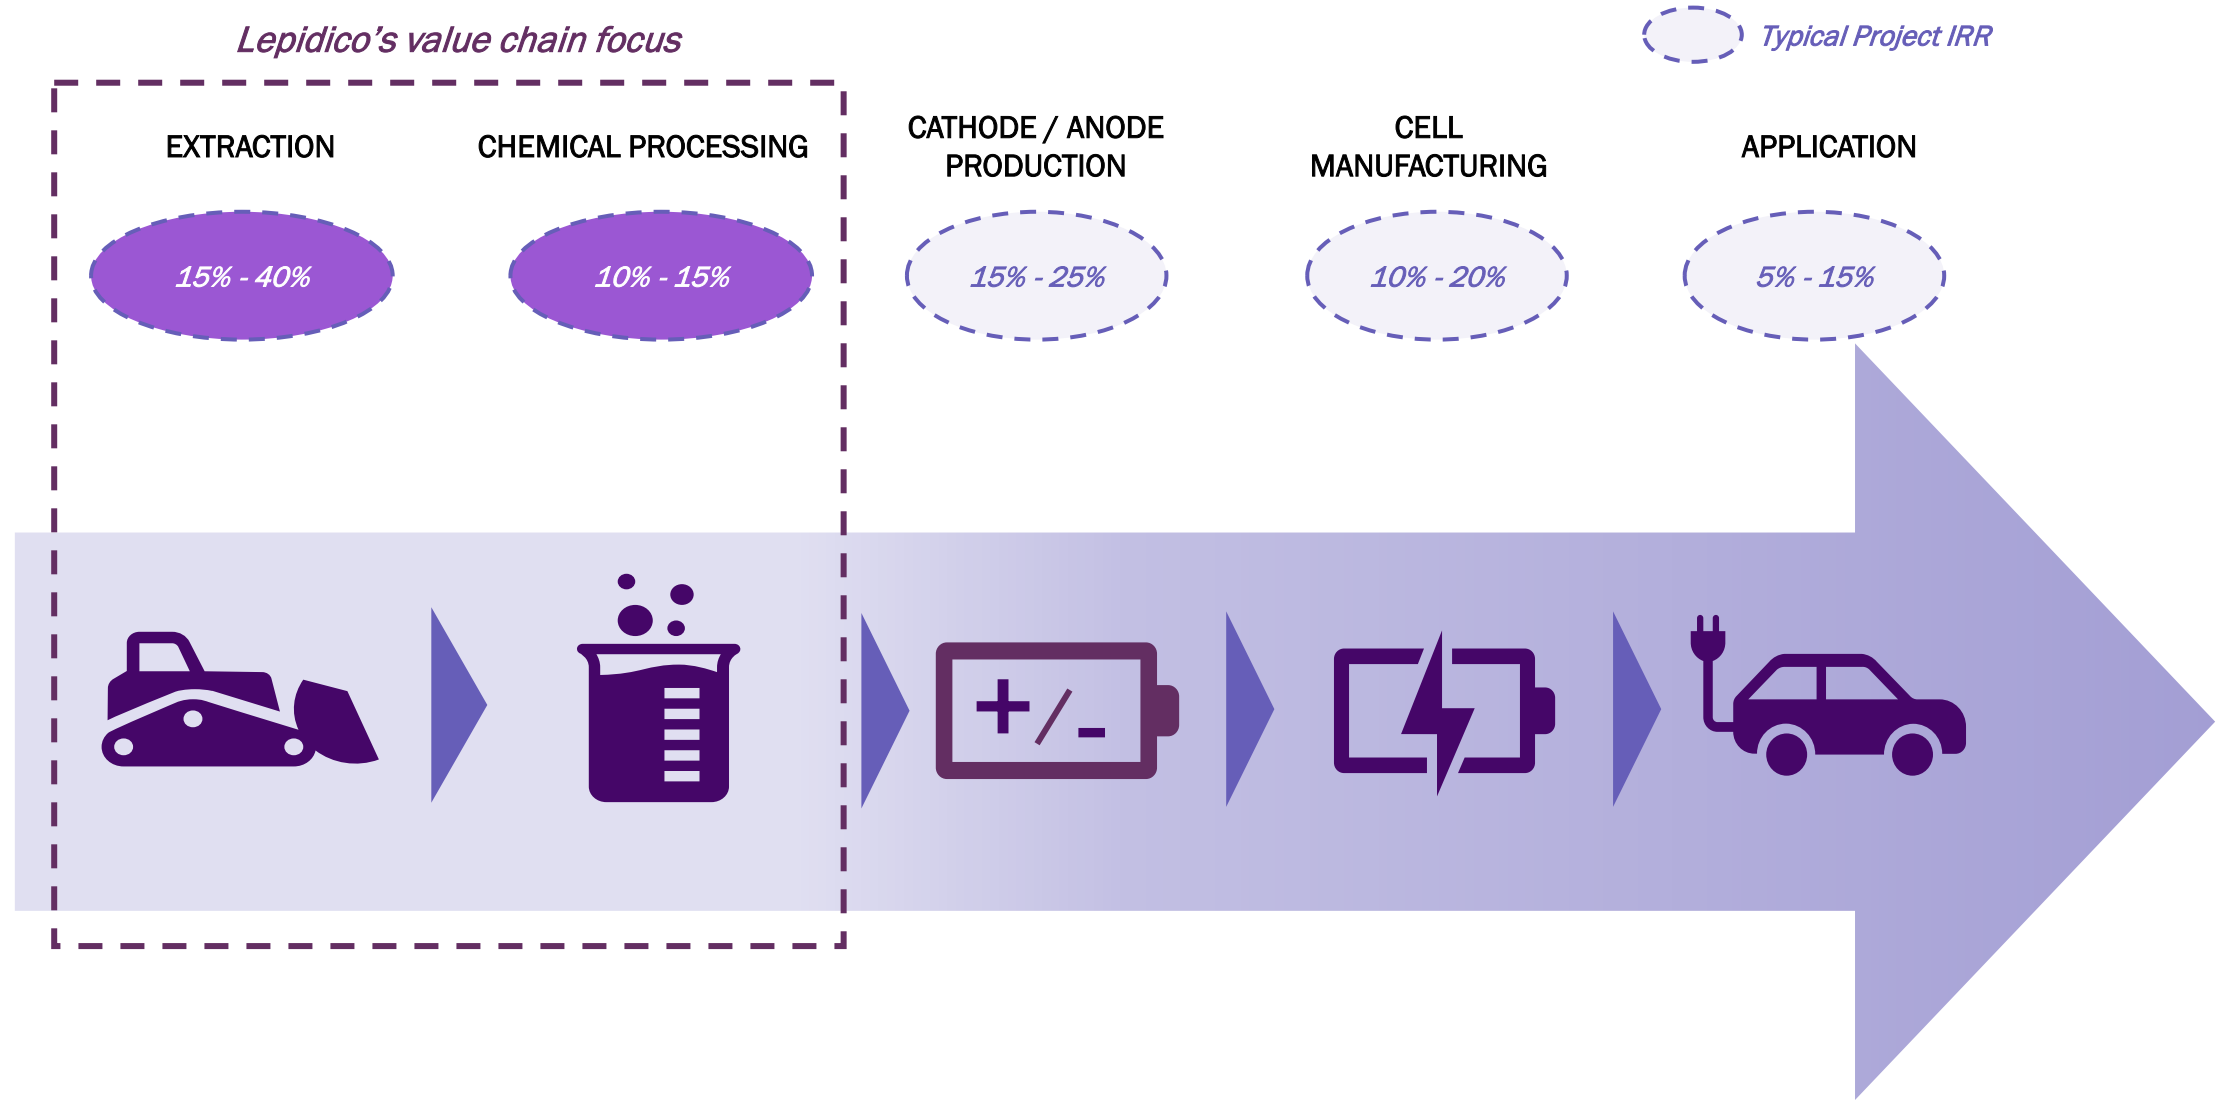 Lepidico's value chain focus
Typical Project IRR
EXTRACTION
CHEMICAL PROCESSING
CATHODE / ANODE
PRODUCTION
CELL
MANUFACTURING
APPLICATION
15% - 40%
10% - 15%
15% - 25%
10% - 20%
5% - 15%
+/-